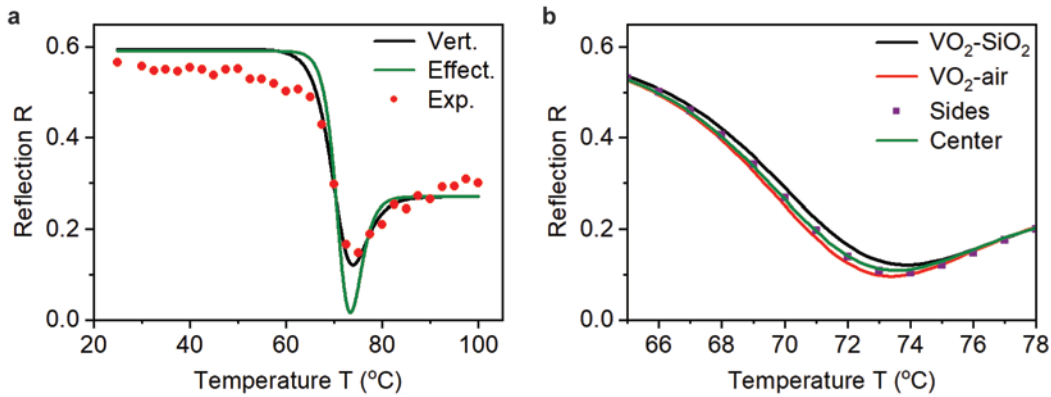 a
Reflection R
0.6
0.4
0.2
0.0
Vert.
Effect.
Exp.
20 40 60 80 100
Temperature T (ºC)
b
Reflection R
0.6
0.4
0.2
0.0
VO₂-SiO₂
VO₂-air
Sides
Center
66 68 70 72 74 76 78
Temperature T (ºC)